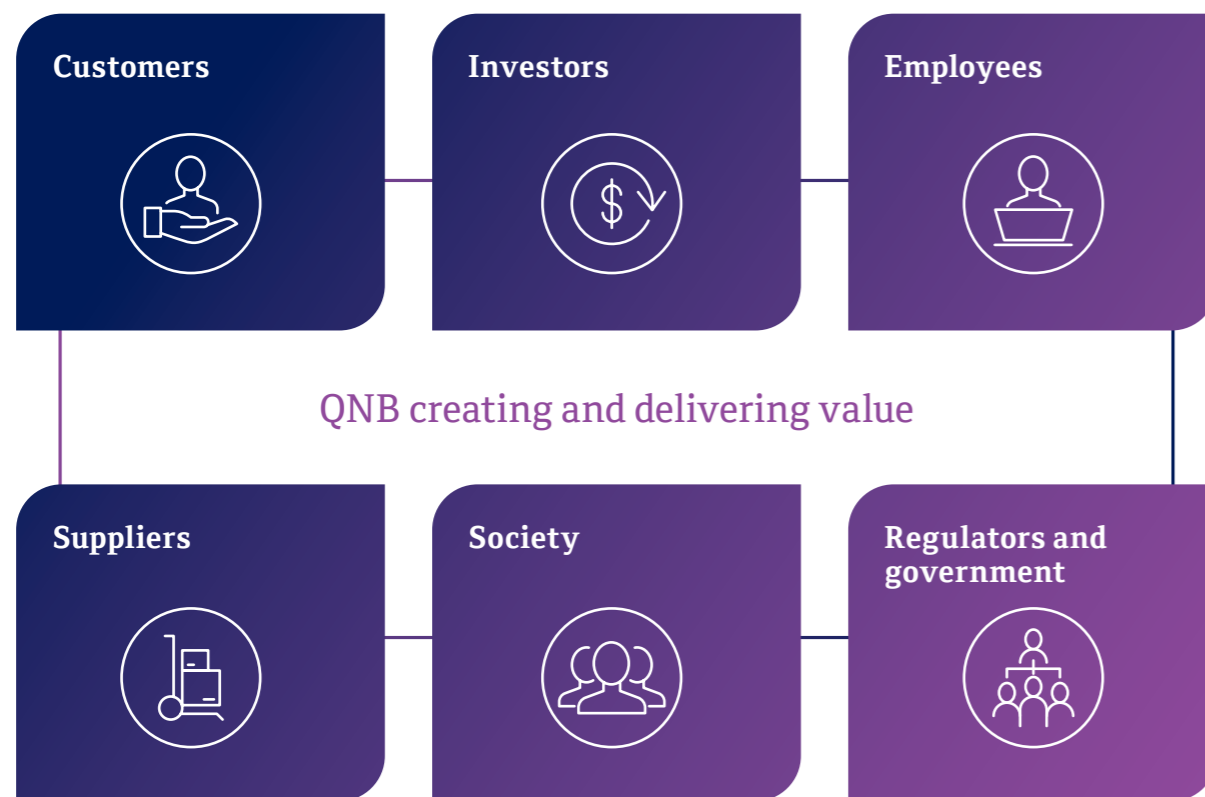 Customers
Investors
Employees
QNB creating and delivering value
Suppliers
Society
Regulators and
government